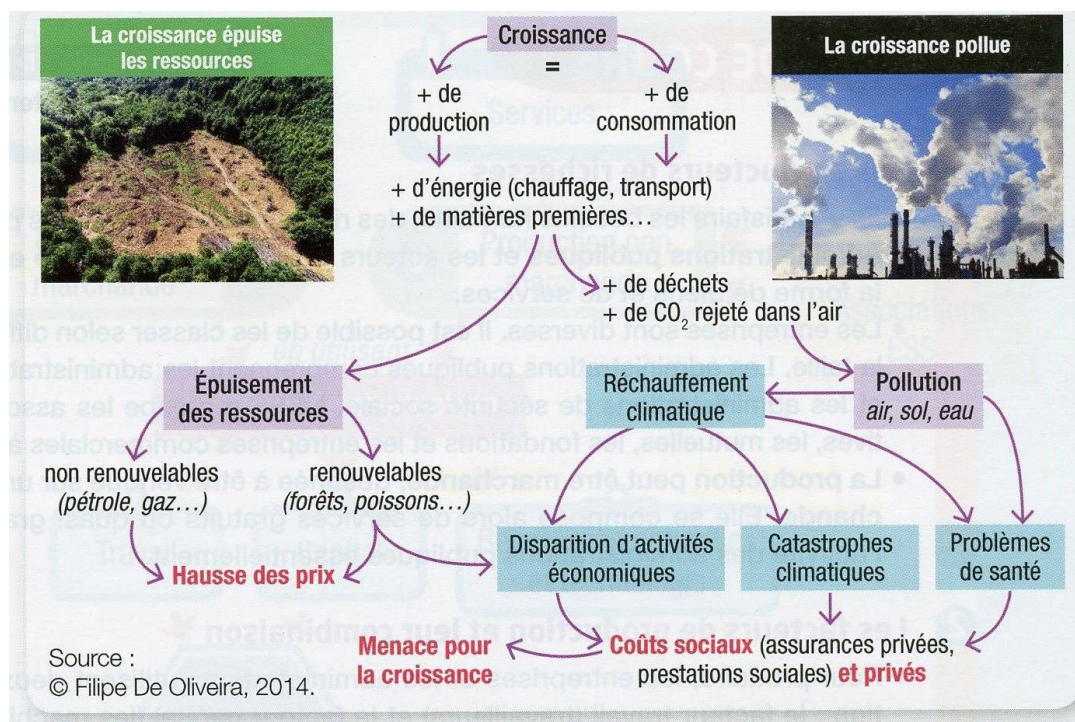 La croissance épuise
les ressources
Croissance
=
La croissance pollue
+ de
production
+ de
consommation
+ d'énergie (chauffage, transport)
+ de matières premières…
+ de déchets
+ de CO₂ rejeté dans l'air
Épuisement
des ressources
Réchauffement
climatique
Pollution
air, sol, eau
non renouvelables
(pétrole, gaz…)
renouvelables
(forêts, poissons…)
Disparition d'activités
économiques
Catastrophes
climatiques
Problèmes
de santé
Hausse des prix
Menace pour
la croissance
Coûts sociaux (assurances privées,
prestations sociales) et privés
Source :
© Filipe De Oliveira, 2014.